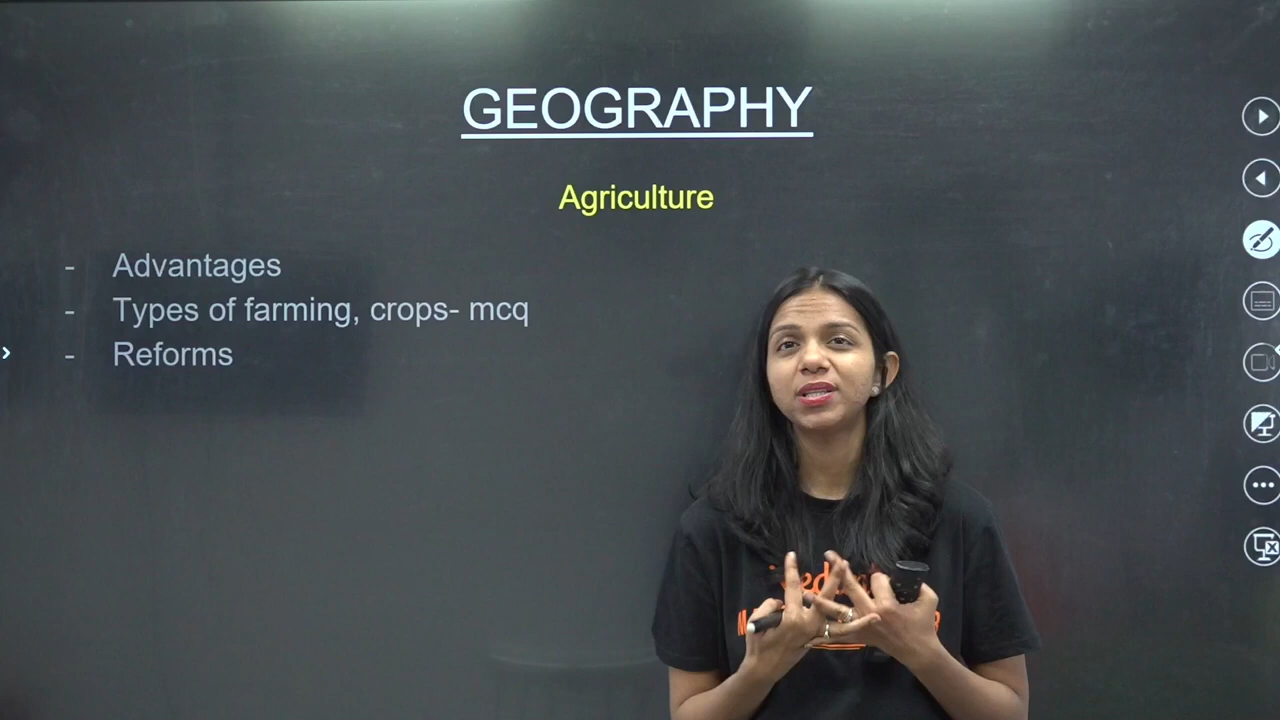 GEOGRAPHY
Agriculture
- Advantages
- Types of farming, crops- mcq
- Reforms